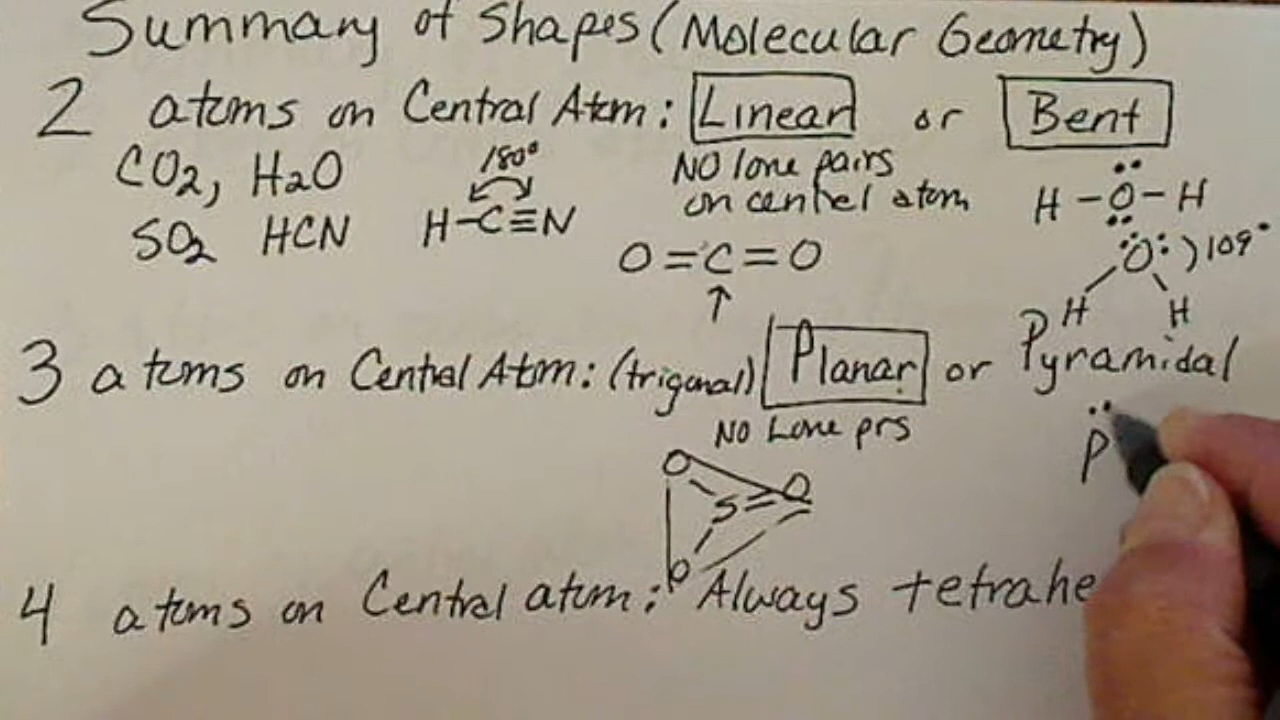 Summary of Shapes (Molecular Geometry)
2 atoms on Central Atom: Linear or Bent
CO2, H2O
SO2 HCN
180°
H-C≡N
NO lone pairs
on central atom
O=C=O
↑
H-O-H
O )109°
H H
3 atoms on Central Atom: (trigonal) Planar or Pyramidal
NO Lone prs
P
O
S=O
O
4 atoms on Central atom: Always tetrahe